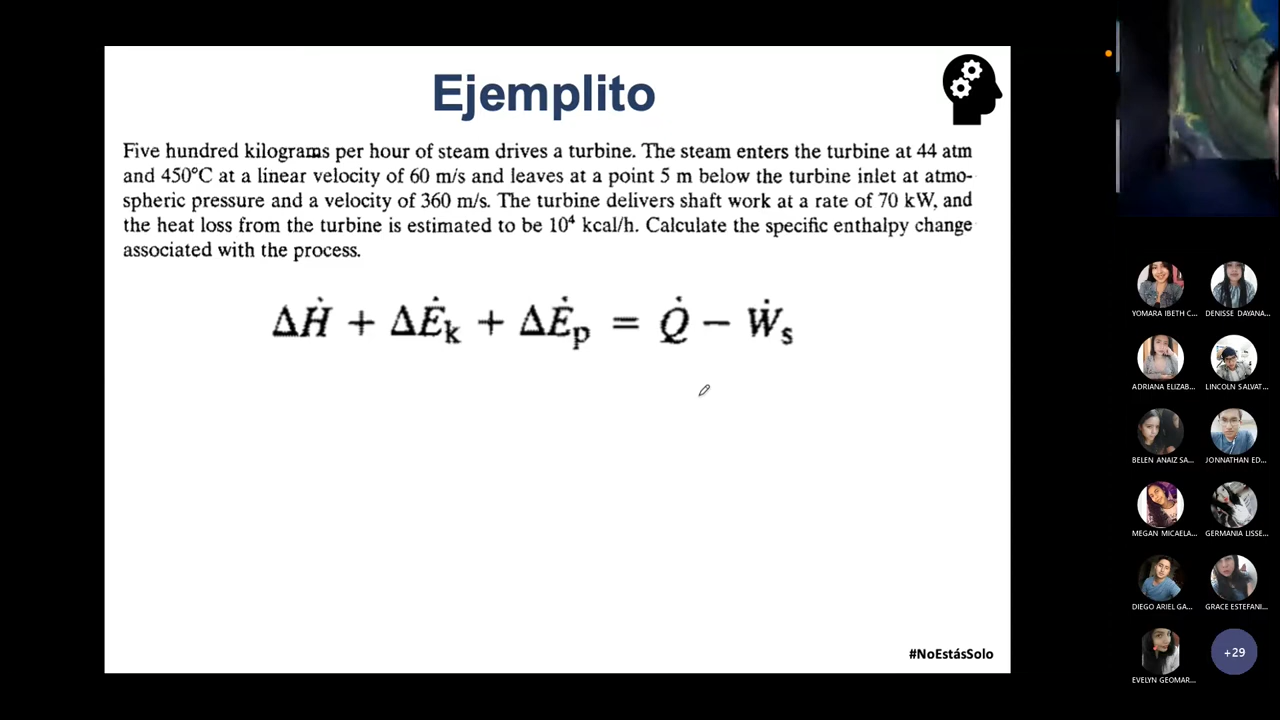 Ejemplito
Five hundred kilograms per hour of steam drives a turbine. The steam enters the turbine at 44 atm
and 450°C at a linear velocity of 60 m/s and leaves at a point 5 m below the turbine inlet at atmo-
spheric pressure and a velocity of 360 m/s. The turbine delivers shaft work at a rate of 70 kW, and
the heat loss from the turbine is estimated to be 10⁴ kcal/h. Calculate the specific enthalpy change
associated with the process.
ΔḢ + ΔĖₖ + ΔĖₚ = Q̇ − Ẇₛ
#NoEstásSolo
YOMARA IBETH C...
DENISSE DAYANA...
ADRIANA ELIZAB...
LINCOLN SALVAT...
BELEN ANAIZ SA...
JONNATHAN ED...
MEGAN MICAELA...
GERMANIA LISSE...
DIEGO ARIEL GA...
GRACE ESTEFANI...
EVELYN GEOMAR...
+29